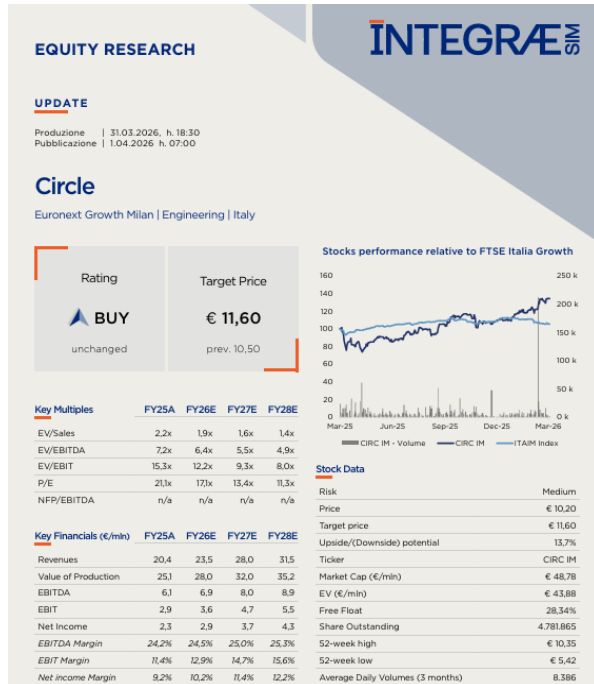 EQUITY RESEARCH
INTEGRÆ SIM
UPDATE
Produzione | 31.03.2026, h. 18:30
Pubblicazione | 1.04.2026 h. 07:00
Circle
Euronext Growth Milan | Engineering | Italy
Rating
BUY
unchanged
Target Price
€ 11,60
prev. 10,50
Key Multiples FY25A FY26E FY27E FY28E
EV/Sales 2,2x 1,9x 1,6x 1,4x
EV/EBITDA 7,2x 6,4x 5,5x 4,9x
EV/EBIT 15,3x 12,2x 9,3x 8,0x
P/E 21,1x 17,1x 13,4x 11,3x
NFP/EBITDA n/a n/a n/a n/a
Key Financials (€/mln) FY25A FY26E FY27E FY28E
Revenues 20,4 23,5 28,0 31,5
Value of Production 25,1 28,0 32,0 35,2
EBITDA 6,1 6,9 8,0 8,9
EBIT 2,9 3,6 4,7 5,5
Net Income 2,3 2,9 3,7 4,3
EBITDA Margin 24,2% 24,5% 25,0% 25,3%
EBIT Margin 11,4% 12,9% 14,7% 15,6%
Net income Margin 9,2% 10,2% 11,4% 12,2%
Stocks performance relative to FTSE Italia Growth
160 250 k
140
120 200 k
100 150 k
80
60 100 k
40 50 k
20
0 0 k
Mar-25 Jun-25 Sep-25 Dec-25 Mar-26
CIRC IM - Volume CIRC IM ITAIM Index
Stock Data
Risk Medium
Price € 10,20
Target price € 11,60
Upside/(Downside) potential 13,7%
Ticker CIRC IM
Market Cap (€/mln) € 48,78
EV (€/mln) € 43,88
Free Float 28,34%
Share Outstanding 4.781.865
52-week high € 10,35
52-week low € 5,42
Average Daily Volumes (3 months) 8.386